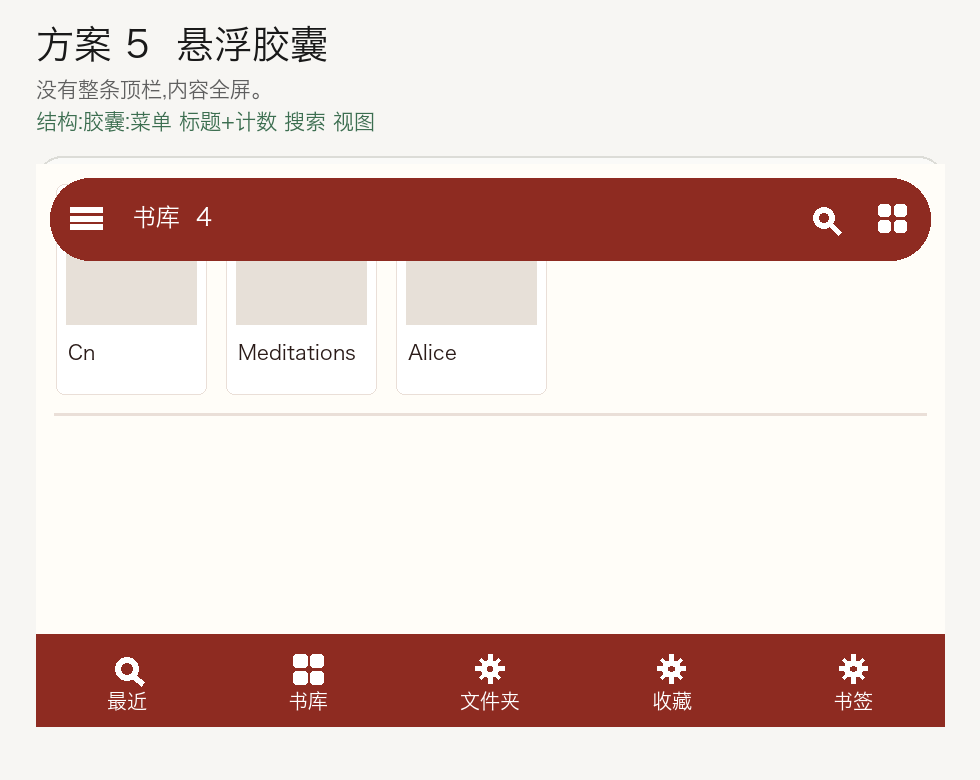 方案 5 悬浮胶囊
没有整条顶栏,内容全屏。
结构:胶囊:菜单 标题+计数 搜索 视图
书库 4
Cn Meditations Alice
最近 书库 文件夹 收藏 书签